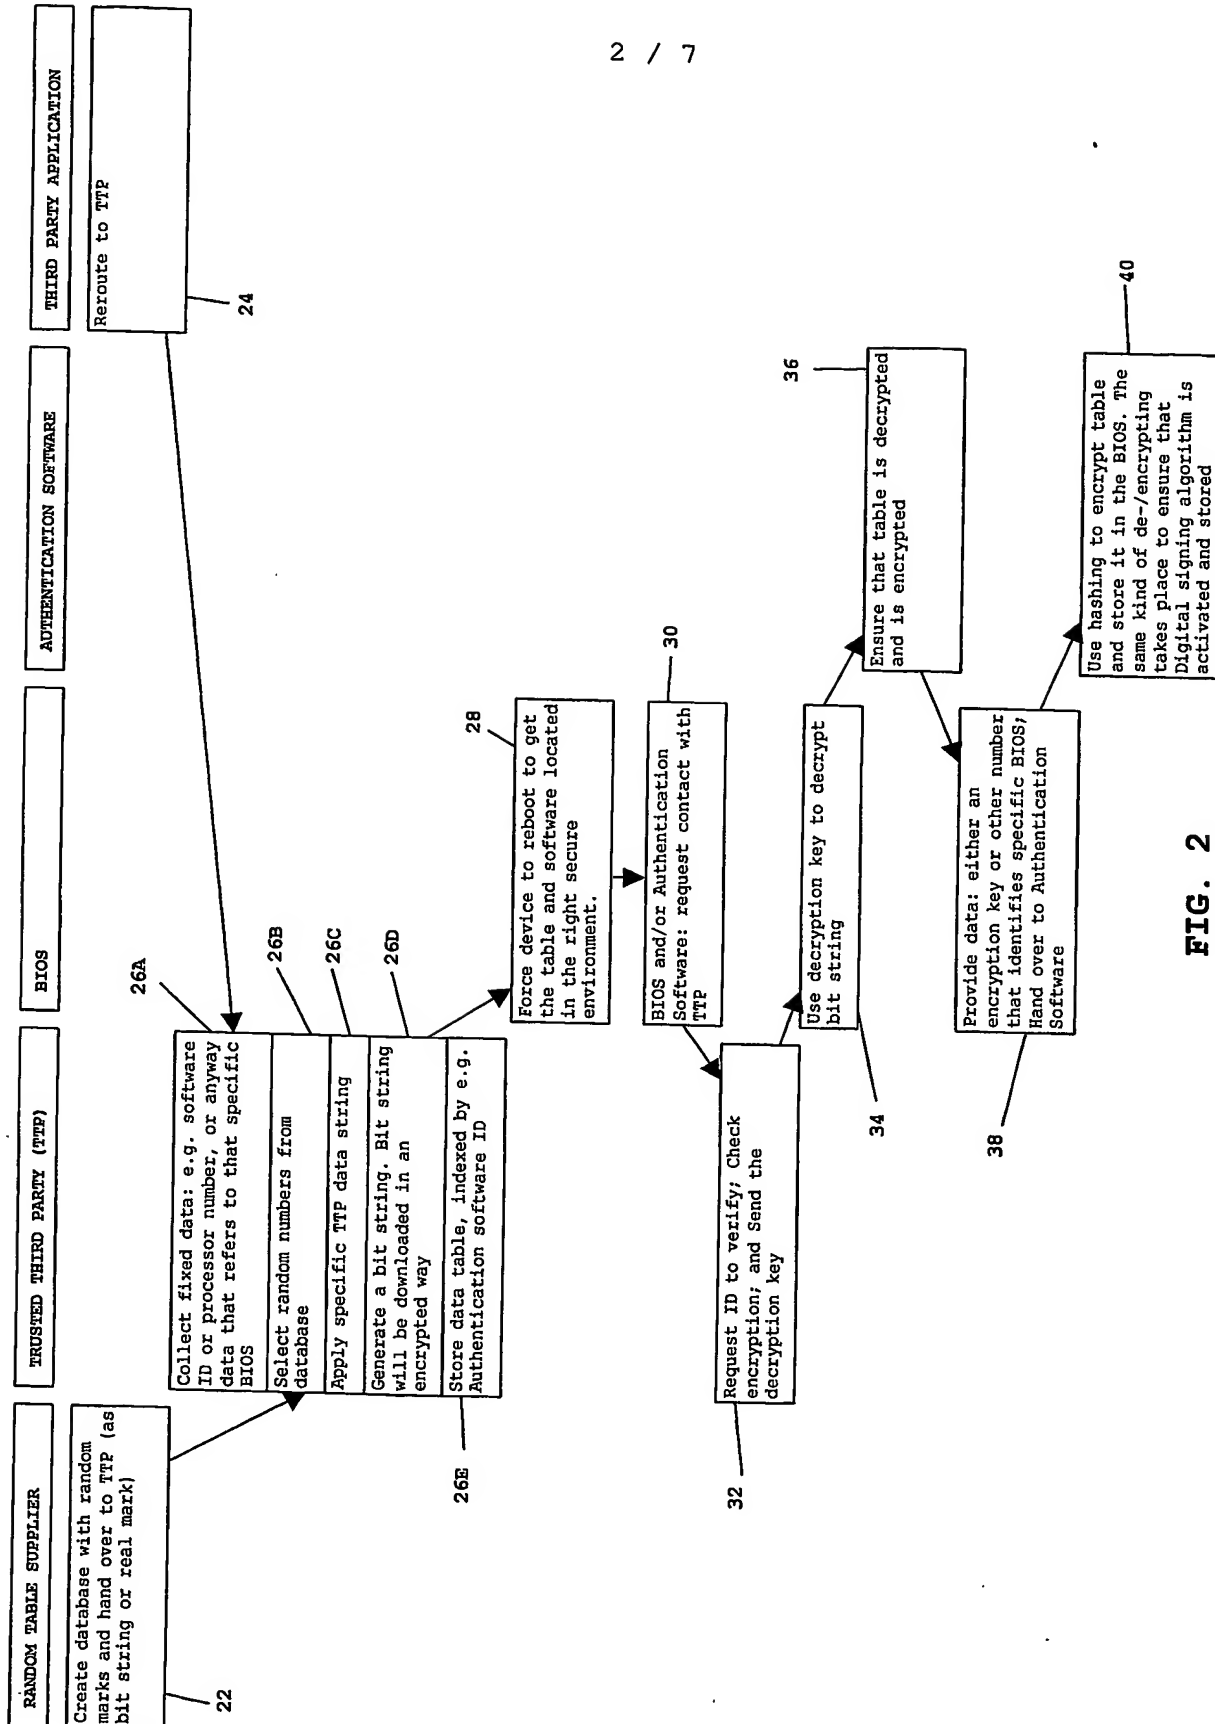 2 / 7
RANDOM TABLE SUPPLIER
TRUSTED THIRD PARTY (TTP)
BIOS
AUTHENTICATION SOFTWARE
THIRD PARTY APPLICATION
Create database with random
marks and hand over to TTP (as
bit string or real mark)
22
Reroute to TTP
24
26A
Collect fixed data: e.g. software
ID or processor number, or anyway
data that refers to that specific
BIOS
26B
Select random numbers from
database
26C
Apply specific TTP data string
26D
Generate a bit string. Bit string
will be downloaded in an
encrypted way
Store data table, indexed by e.g.
Authentication software ID
26E
28
Force device to reboot to get
the table and software located
in the right secure
environment.
30
BIOS and/or Authentication
Software: request contact with
TTP
Request ID to verify; Check
encryption; and Send the
decryption key
32
Use decryption key to decrypt
bit string
34
36
Ensure that table is decrypted
and is encrypted
Provide data: either an
encryption key or other number
that identifies specific BIOS;
Hand over to Authentication
Software
38
40
Use hashing to encrypt table
and store it in the BIOS. The
same kind of de-/encrypting
takes place to ensure that
Digital signing algorithm is
activated and stored
FIG. 2